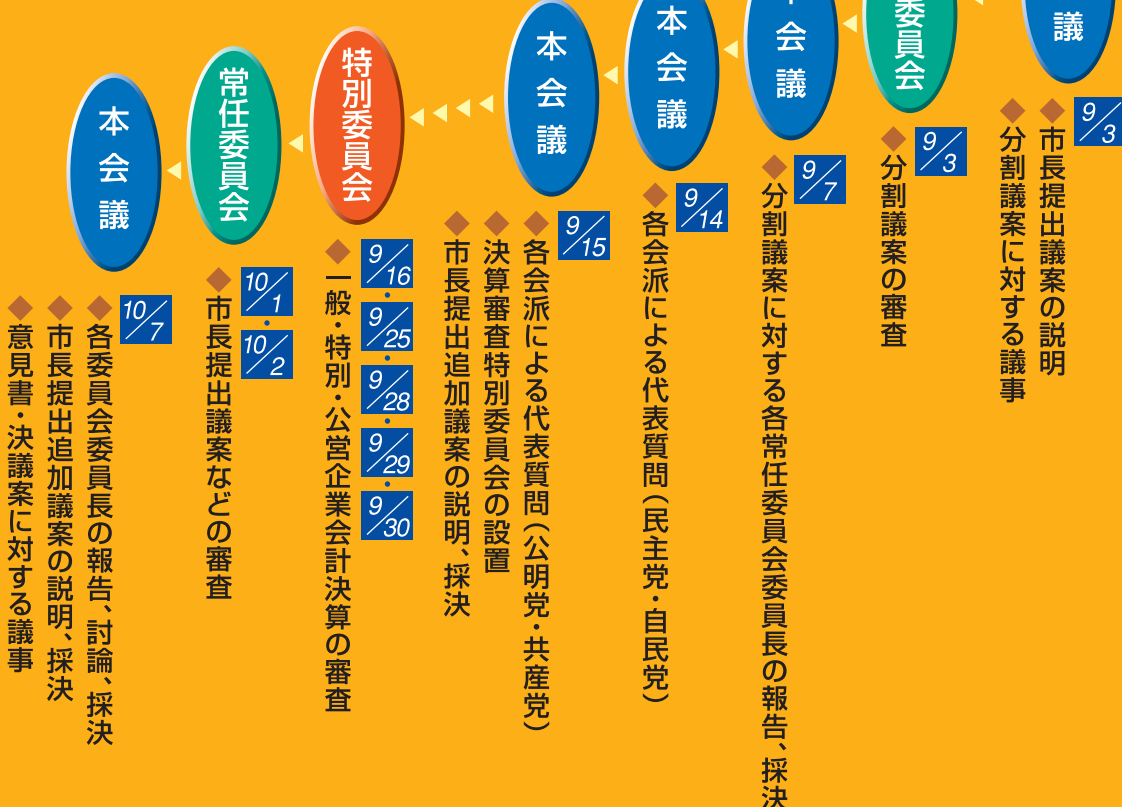 議
9/3
市長提出議案の説明
分割議案に対する議事
委員会
9/3
分割議案の審査
会議
9/7
分割議案に対する各常任委員会委員長の報告、採決
本会議
9/14
各会派による代表質問（民主党・自民党）
本会議
9/15
各会派による代表質問（公明党・共産党）
決算審査特別委員会の設置
市長提出追加議案の説明、採決
特別委員会
9/16・9/25・9/28・9/29・9/30
一般・特別・公営企業会計決算の審査
常任委員会
10/1・10/2
市長提出議案などの審査
本会議
10/7
各委員会委員長の報告、討論、採決
市長提出追加議案の説明、採決
意見書・決議案に対する議事